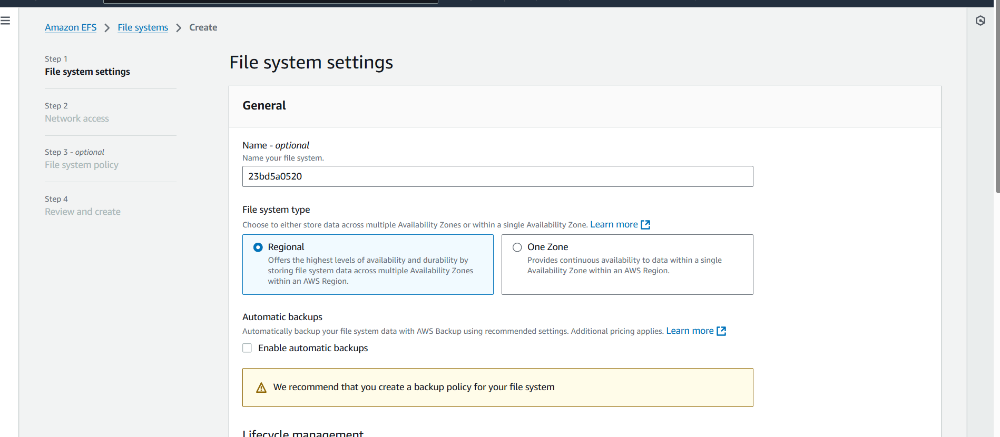 Amazon EFS > File systems > Create
Step 1
File system settings
Step 2
Network access
Step 3 - optional
File system policy
Step 4
Review and create
File system settings
General
Name - optional
Name your file system.
23bd5a0520
File system type
Choose to either store data across multiple Availability Zones or within a single Availability Zone. Learn more
Regional
Offers the highest levels of availability and durability by
storing file system data across multiple Availability Zones
within an AWS Region.
One Zone
Provides continuous availability to data within a single
Availability Zone within an AWS Region.
Automatic backups
Automatically backup your file system data with AWS Backup using recommended settings. Additional pricing applies. Learn more
Enable automatic backups
We recommend that you create a backup policy for your file system
Lifecycle management